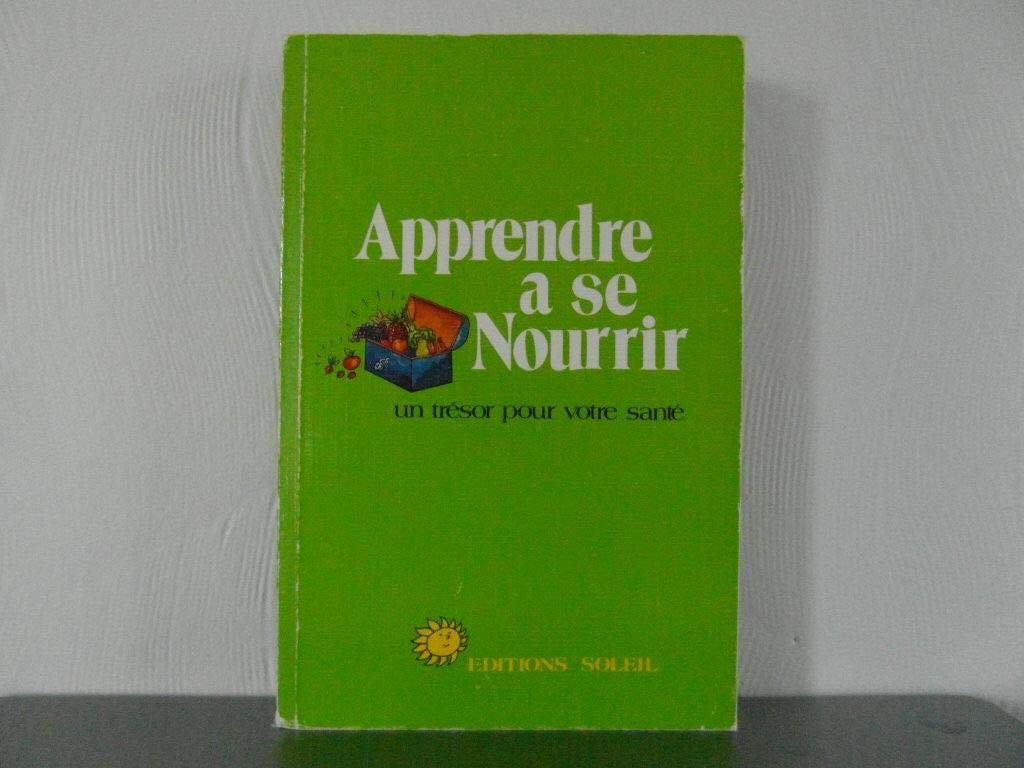 Apprendre
a se
Nourrir
un trésor pour votre santé
EDITIONS SOLEIL